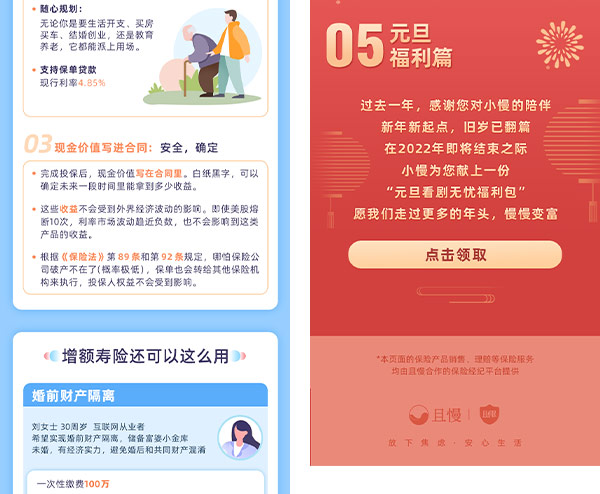 随心规划：
无论你是要生活开支、买房
买车、结婚创业，还是教育
养老，它都能派上用场。
支持保单贷款
现行利率4.85%
03 现金价值写进合同：安全，确定
完成投保后，现金价值写在合同里。白纸黑字，可以
确定未来一段时间里能拿到多少收益。
这些收益不会受到外界经济波动的影响。即使美股熔
断10次，利率市场波动趋近负数，也不会影响到这类
产品的收益。
根据《保险法》第 89 条和第 92 条规定，哪怕保险公
司破产不在了(概率极低)，保单也会转给其他保险机
构来执行，投保人权益不会受到影响。
增额寿险还可以这么用
婚前财产隔离
刘女士 30周岁 互联网从业者
希望实现婚前财产隔离，储备富婆小金库
未婚，有经济实力，避免婚后和共同财产混淆
一次性缴费100万
05 元旦
福利篇
过去一年，感谢您对小慢的陪伴
新年新起点，旧岁已翻篇
在2022年即将结束之际
小慢为您献上一份
“元旦看剧无忧福利包”
愿我们走过更多的年头，慢慢变富
点击领取
*本页面的保险产品销售、理赔等保险服务
均由且慢合作的保险经纪平台提供
且慢
放下焦虑·安心生活